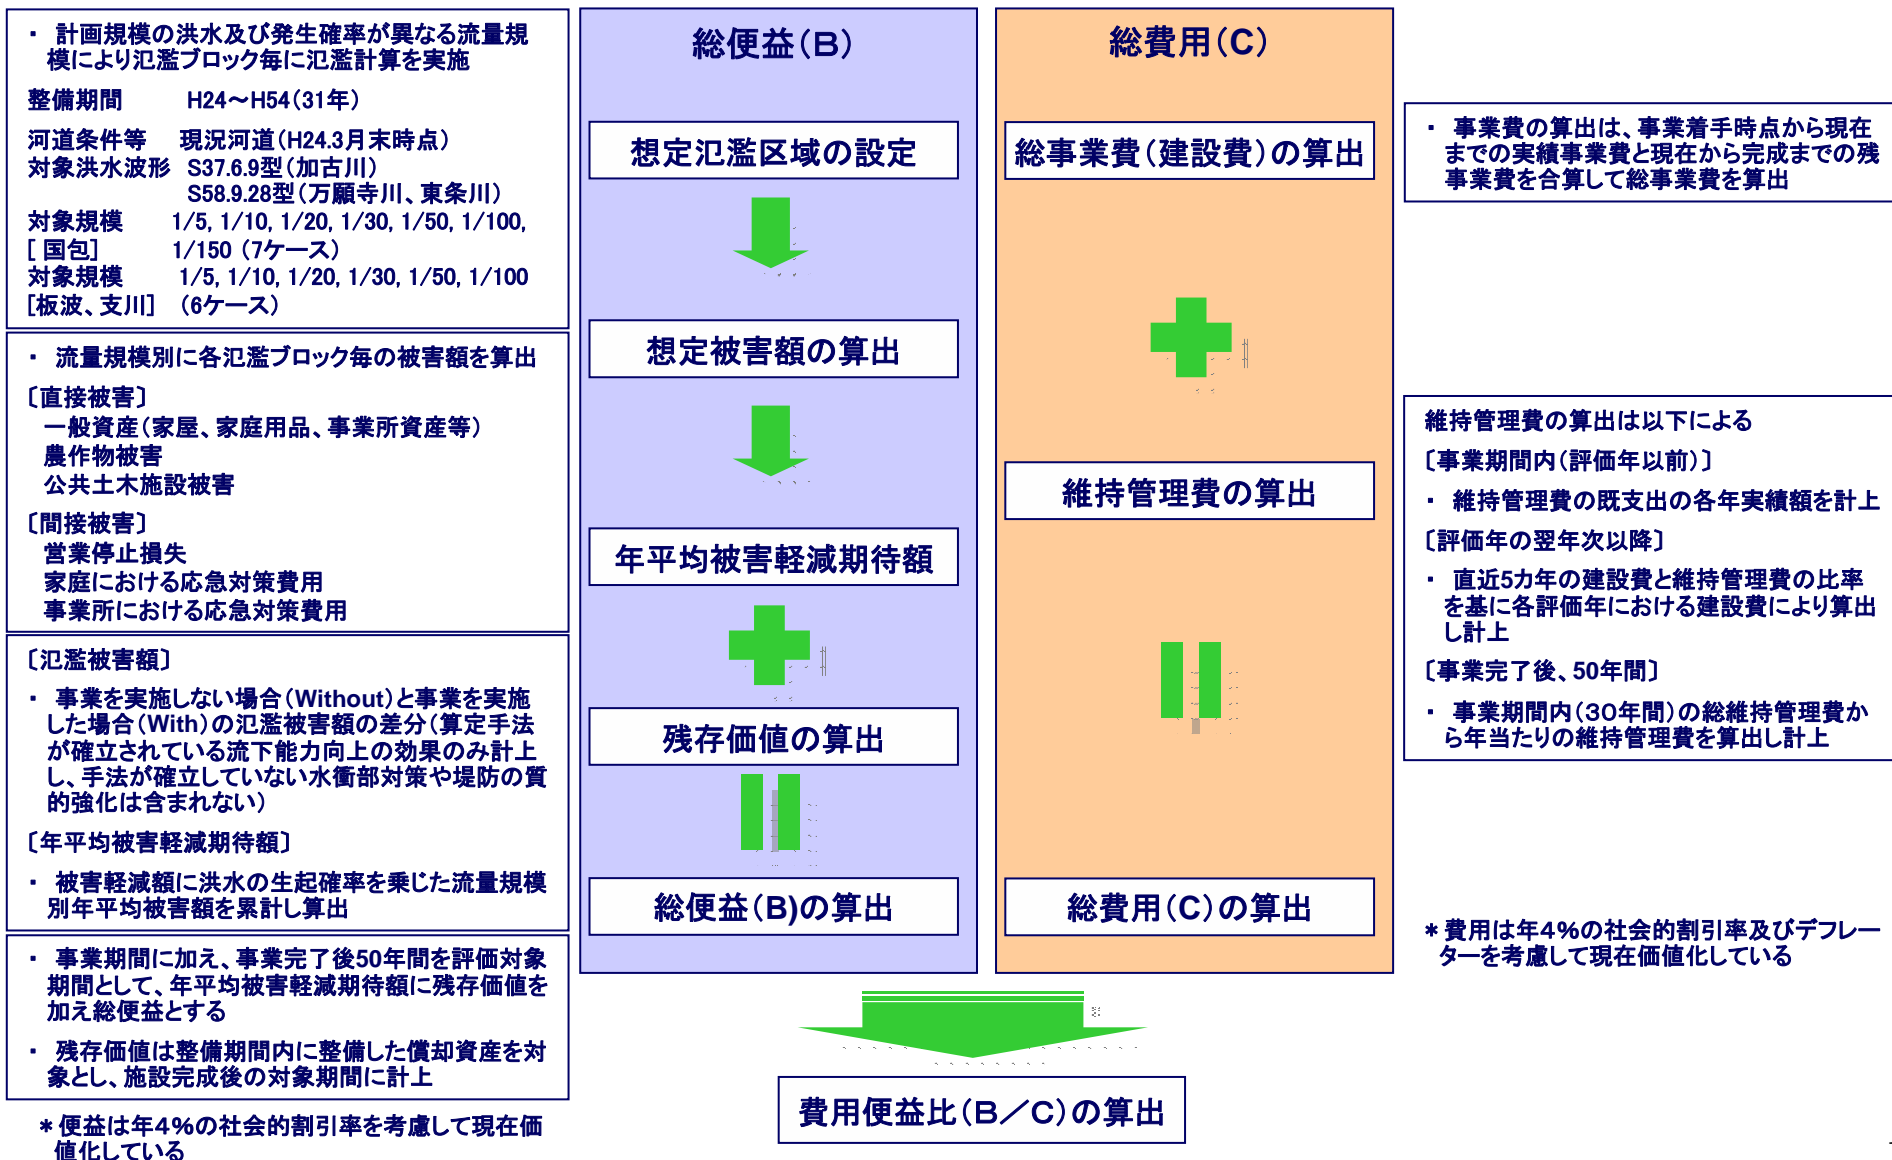 ・ 計画規模の洪水及び発生確率が異なる流量規
模により氾濫ブロック毎に氾濫計算を実施
整備期間 H24～H54（31年）
河道条件等 現況河道（H24.3月末時点）
対象洪水波形 S37.6.9型（加古川）
S58.9.28型（万願寺川、東条川）
対象規模 1/5, 1/10, 1/20, 1/30, 1/50, 1/100,
[ 国包] 1/150 （7ケース）
対象規模 1/5, 1/10, 1/20, 1/30, 1/50, 1/100
[板波、支川] （6ケース）
・ 流量規模別に各氾濫ブロック毎の被害額を算出
〔直接被害〕
一般資産（家屋、家庭用品、事業所資産等）
農作物被害
公共土木施設被害
〔間接被害〕
営業停止損失
家庭における応急対策費用
事業所における応急対策費用
〔氾濫被害額〕
・ 事業を実施しない場合（Without）と事業を実施
した場合（With）の氾濫被害額の差分（算定手法
が確立されている流下能力向上の効果のみ計上
し、手法が確立していない水衝部対策や堤防の質
的強化は含まれない）
〔年平均被害軽減期待額〕
・ 被害軽減額に洪水の生起確率を乗じた流量規模
別年平均被害額を累計し算出
・ 事業期間に加え、事業完了後50年間を評価対象
期間として、年平均被害軽減期待額に残存価値を
加え総便益とする
・ 残存価値は整備期間内に整備した償却資産を対
象とし、施設完成後の対象期間に計上
＊便益は年4％の社会的割引率を考慮して現在価
値化している
総便益（B）
想定氾濫区域の設定
想定被害額の算出
年平均被害軽減期待額
残存価値の算出
総便益（B）の算出
総費用（C）
総事業費（建設費）の算出
維持管理費の算出
総費用（C）の算出
費用便益比（B／C）の算出
・ 事業費の算出は、事業着手時点から現在
までの実績事業費と現在から完成までの残
事業費を合算して総事業費を算出
維持管理費の算出は以下による
〔事業期間内（評価年以前）〕
・ 維持管理費の既支出の各年実績額を計上
〔評価年の翌年次以降〕
・ 直近5カ年の建設費と維持管理費の比率
を基に各評価年における建設費により算出
し計上
〔事業完了後、50年間〕
・ 事業期間内（30年間）の総維持管理費か
ら年当たりの維持管理費を算出し計上
＊費用は年4％の社会的割引率及びデフレー
ターを考慮して現在価値化している